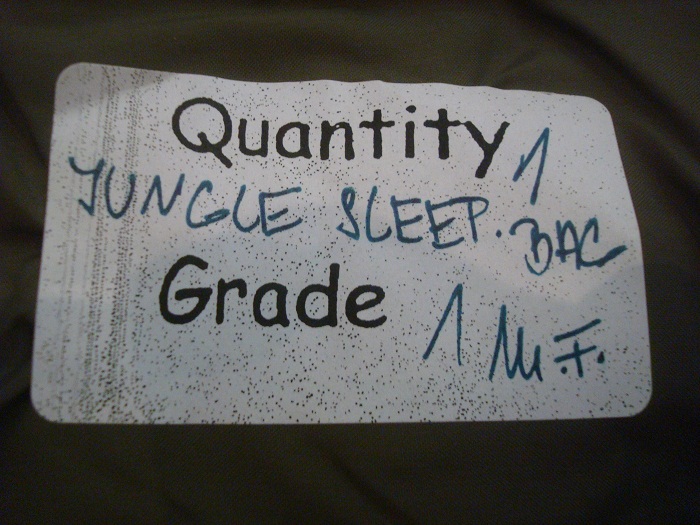 Quantity 1
JUNGLE SLEEP. BAG
Grade 1 M.F.